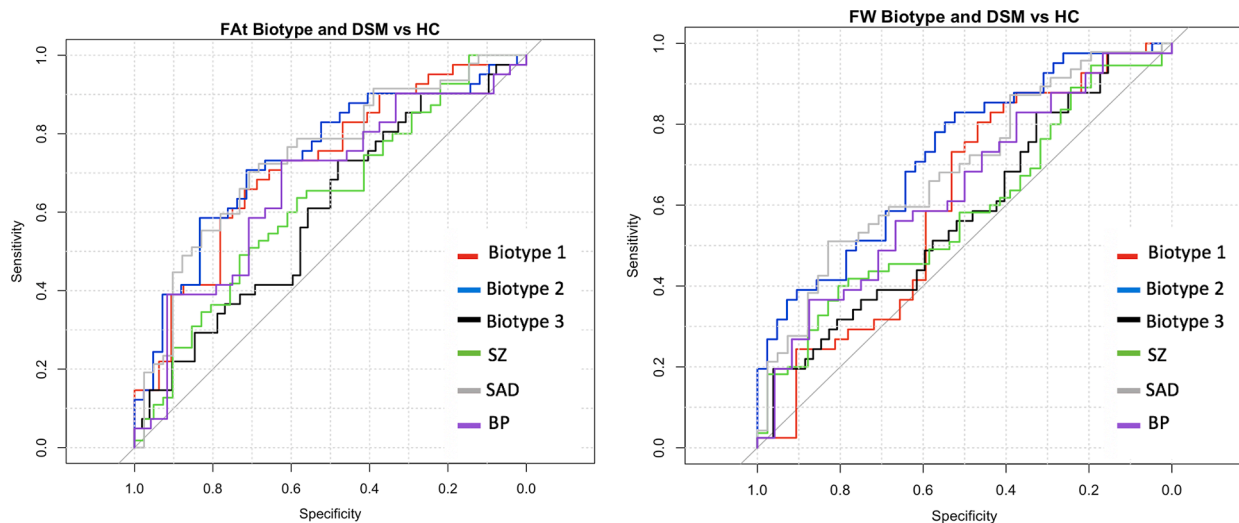 FAt Biotype and DSM vs HC
Sensitivity
1.0
0.8
0.6
0.4
0.2
0.0
1.0 0.8 0.6 0.4 0.2 0.0
Specificity
Biotype 1
Biotype 2
Biotype 3
SZ
SAD
BP
FW Biotype and DSM vs HC
Sensitivity
1.0
0.8
0.6
0.4
0.2
0.0
1.0 0.8 0.6 0.4 0.2 0.0
Specificity
Biotype 1
Biotype 2
Biotype 3
SZ
SAD
BP